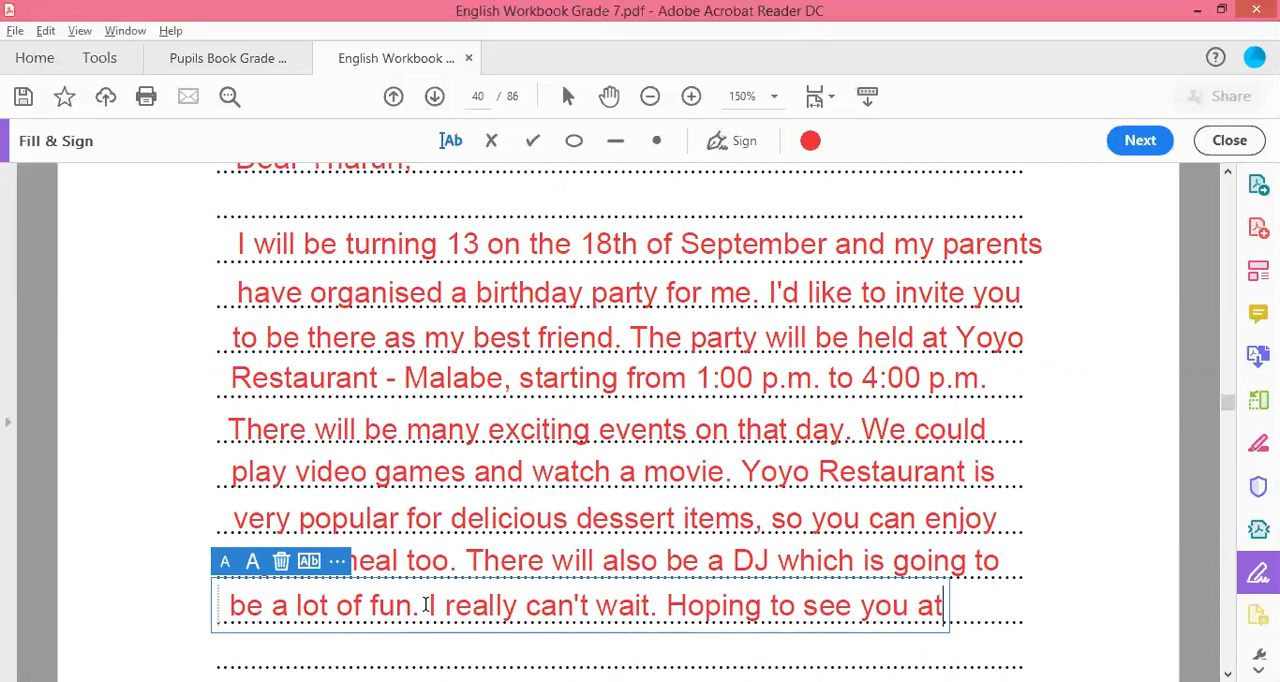 English Workbook Grade 7.pdf - Adobe Acrobat Reader DC
File Edit View Window Help
Home Tools Pupils Book Grade ... English Workbook ... ×
40 / 86 150% Share
Fill & Sign Ab Sign Next Close
Dear Tharun,
I will be turning 13 on the 18th of September and my parents
have organised a birthday party for me. I'd like to invite you
to be there as my best friend. The party will be held at Yoyo
Restaurant - Malabe, starting from 1:00 p.m. to 4:00 p.m.
There will be many exciting events on that day. We could
play video games and watch a movie. Yoyo Restaurant is
very popular for delicious dessert items, so you can enjoy
A A Ab ... meal too. There will also be a DJ which is going to
be a lot of fun. I really can't wait. Hoping to see you at